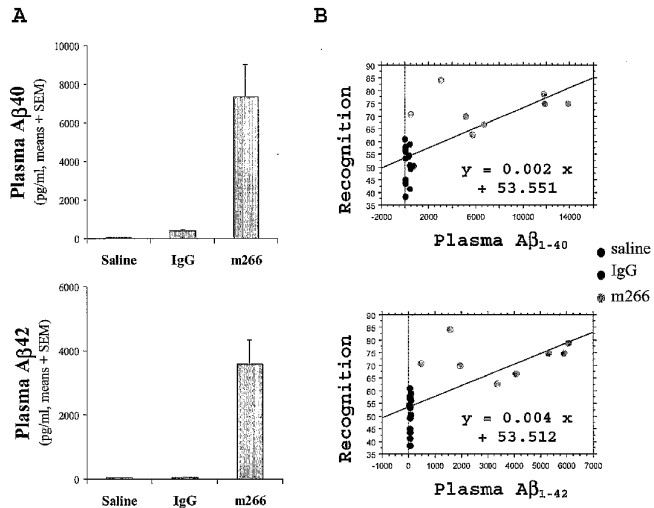 A
Plasma Aβ40
(pg/ml, means + SEM)
10000
8000
6000
4000
2000
0
Saline IgG m266
Plasma Aβ42
(pg/ml, means + SEM)
6000
4000
2000
0
Saline IgG m266
B
Recognition
90
85
80
75
70
65
60
55
50
45
40
35
y = 0.002 x
+ 53.551
-2000 2000 6000 10000 14000
Plasma Aβ1-40
saline
IgG
m266
Recognition
90
85
80
75
70
65
60
55
50
45
40
35
y = 0.004 x
+ 53.512
-1000 0 1000 2000 3000 4000 5000 6000 7000
Plasma Aβ1-42